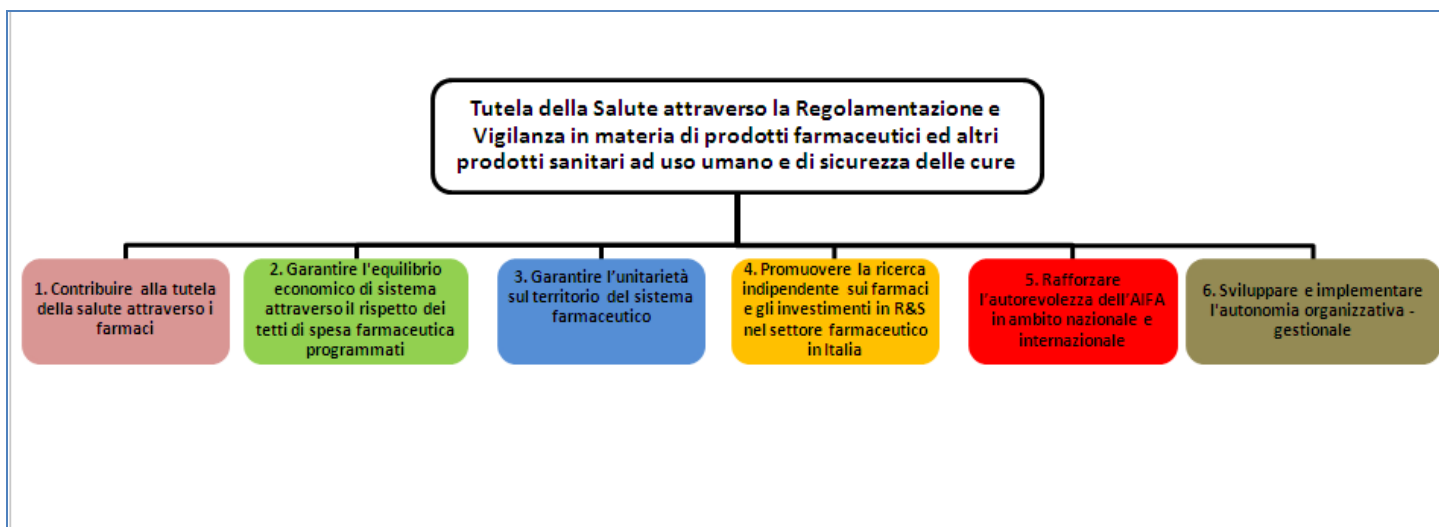 Tutela della Salute attraverso la Regolamentazione e
Vigilanza in materia di prodotti farmaceutici ed altri
prodotti sanitari ad uso umano e di sicurezza delle cure
1. Contribuire alla tutela
della salute attraverso i
farmaci
2. Garantire l'equilibrio
economico di sistema
attraverso il rispetto dei
tetti di spesa farmaceutica
programmati
3. Garantire l’unitarietà
sul territorio del sistema
farmaceutico
4. Promuovere la ricerca
indipendente sui farmaci
e gli investimenti in R&S
nel settore farmaceutico
in Italia
5. Rafforzare
l’autorevolezza dell’AIFA
in ambito nazionale e
internazionale
6. Sviluppare e implementare
l'autonomia organizzativa -
gestionale